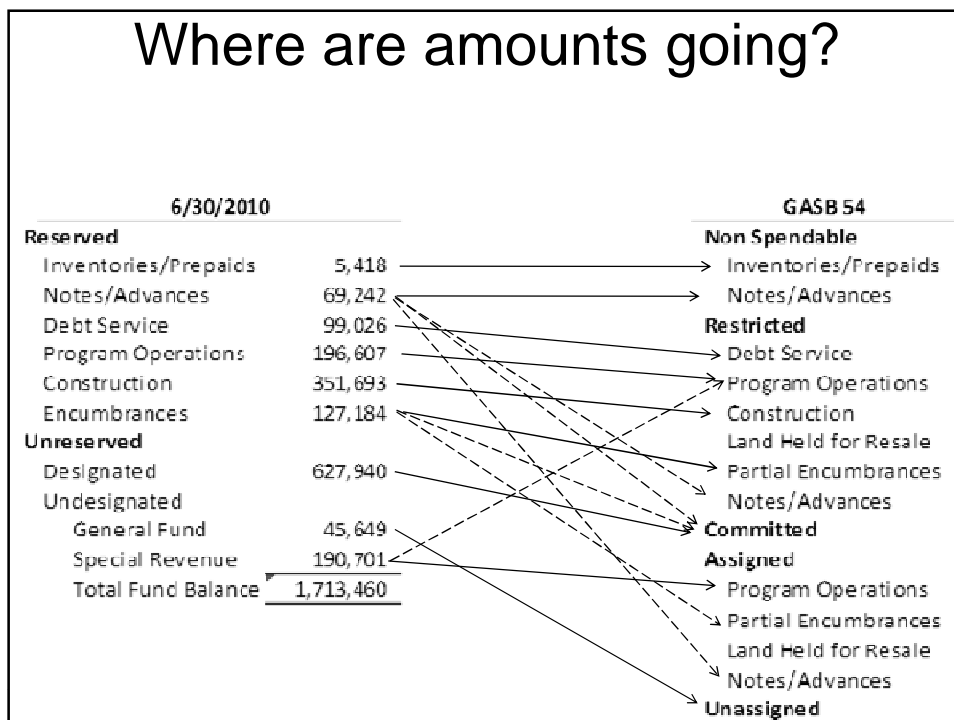 Where are amounts going?
6/30/2010
Reserved
Inventories/Prepaids 5,418
Notes/Advances 69,242
Debt Service 99,026
Program Operations 196,607
Construction 351,693
Encumbrances 127,184
Unreserved
Designated 627,940
Undesignated
General Fund 45,649
Special Revenue 190,701
Total Fund Balance 1,713,460
GASB 54
Non Spendable
Inventories/Prepaids
Notes/Advances
Restricted
Debt Service
Program Operations
Construction
Land Held for Resale
Partial Encumbrances
Notes/Advances
Committed
Assigned
Program Operations
Partial Encumbrances
Land Held for Resale
Notes/Advances
Unassigned